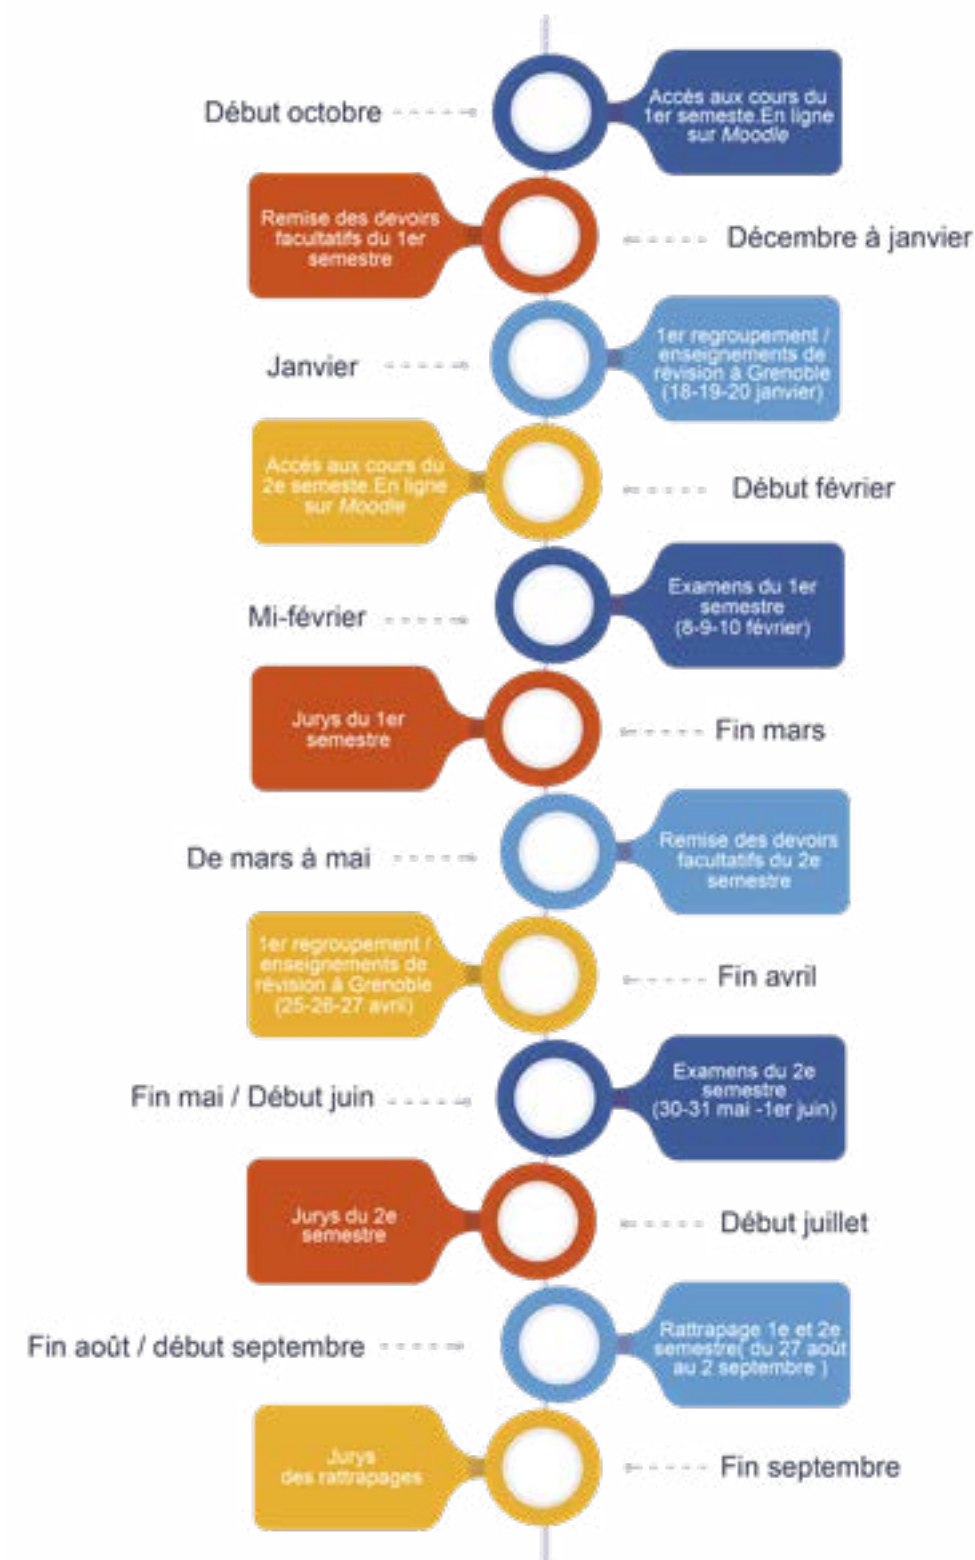 Début octobre
Accès aux cours du
1er semeste.En ligne
sur Moodle
Remise des devoirs
facultatifs du 1er
semestre
Décembre à janvier
Janvier
1er regroupement /
enseignements de
révision à Grenoble
(18-19-20 janvier)
Accès aux cours du
2e semeste.En ligne
sur Moodle
Début février
Mi-février
Examens du 1er
semestre
(8-9-10 février)
Jurys du 1er
semestre
Fin mars
De mars à mai
Remise des devoirs
facultatifs du 2e
semestre
1er regroupement /
enseignements de
révision à Grenoble
(25-26-27 avril)
Fin avril
Fin mai / Début juin
Examens du 2e
semestre
(30-31 mai -1er juin)
Jurys du 2e
semestre
Début juillet
Fin août / début septembre
Rattrapage 1e et 2e
semestre( du 27 août
au 2 septembre )
Jurys
des rattrapages
Fin septembre